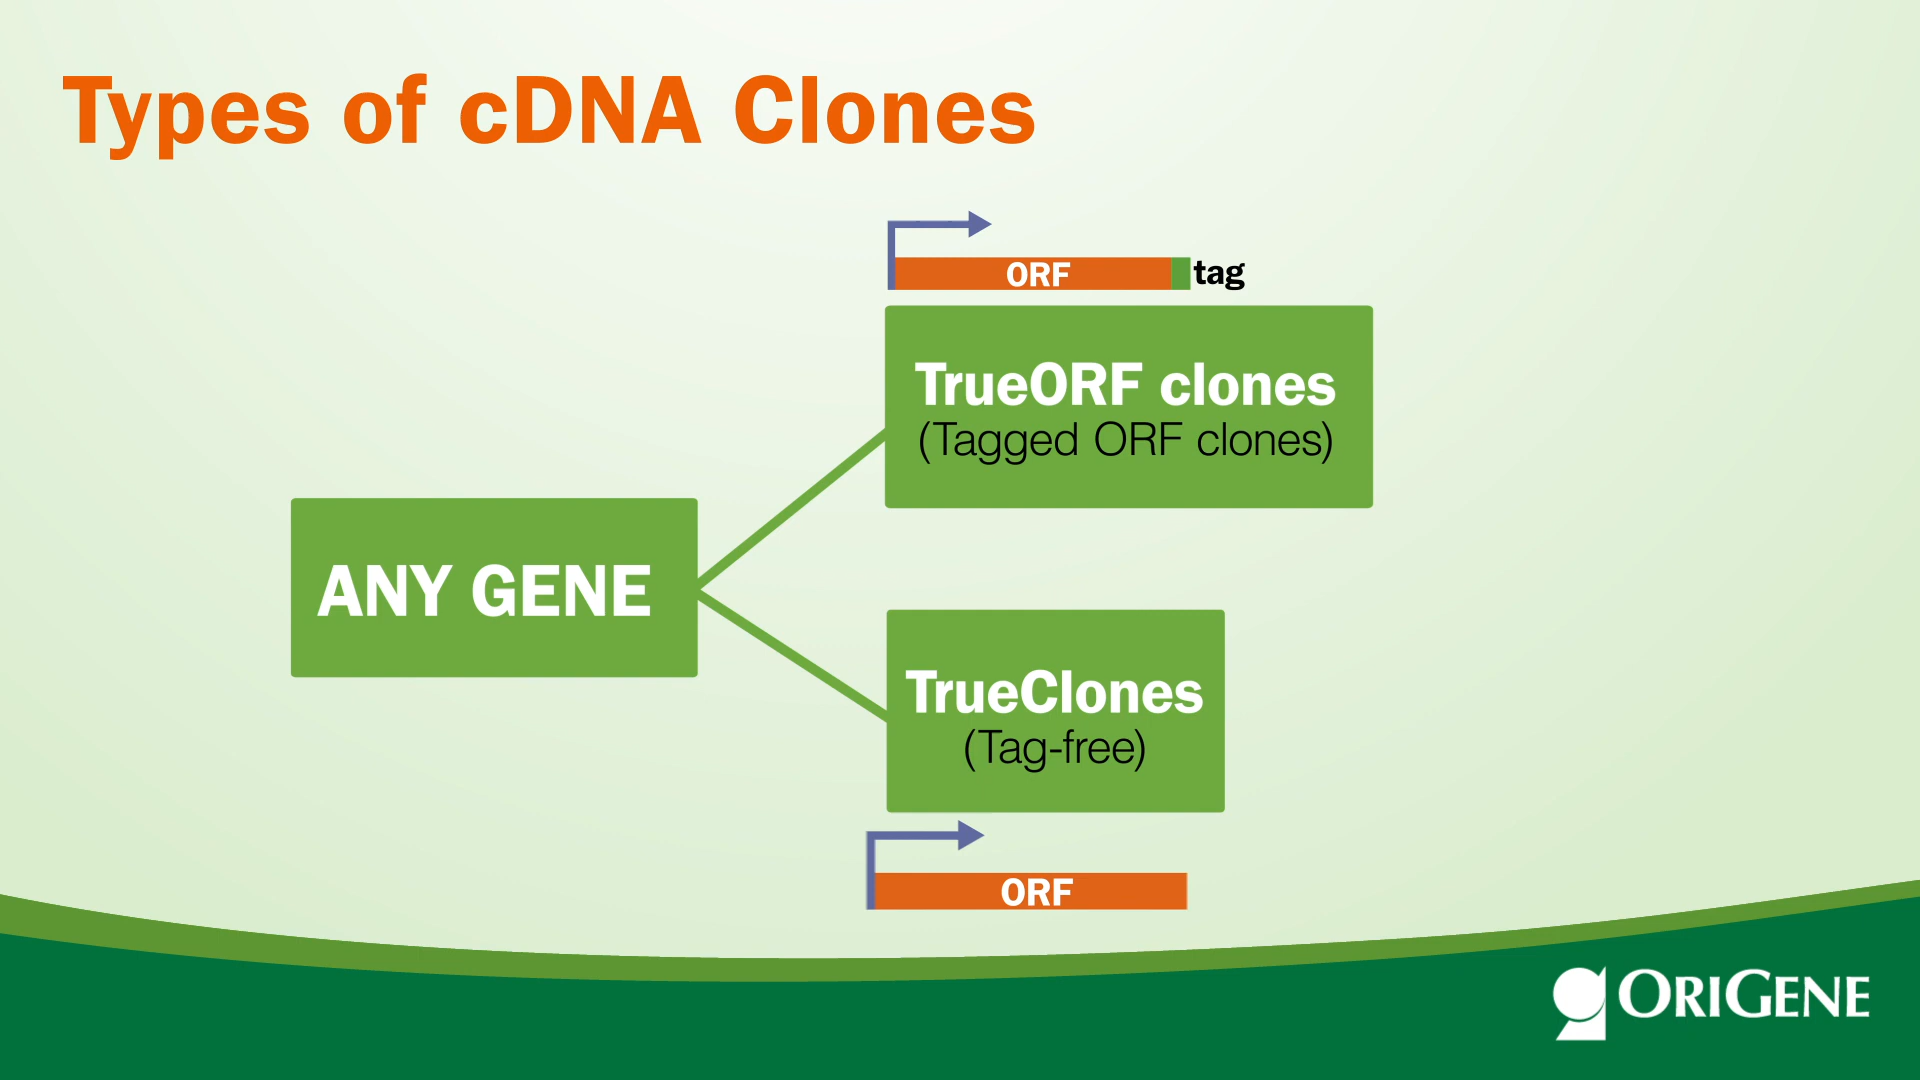 Types of cDNA Clones
ORF
tag
TrueORF clones
(Tagged ORF clones)
ANY GENE
TrueClones
(Tag-free)
ORF
ORIGENE